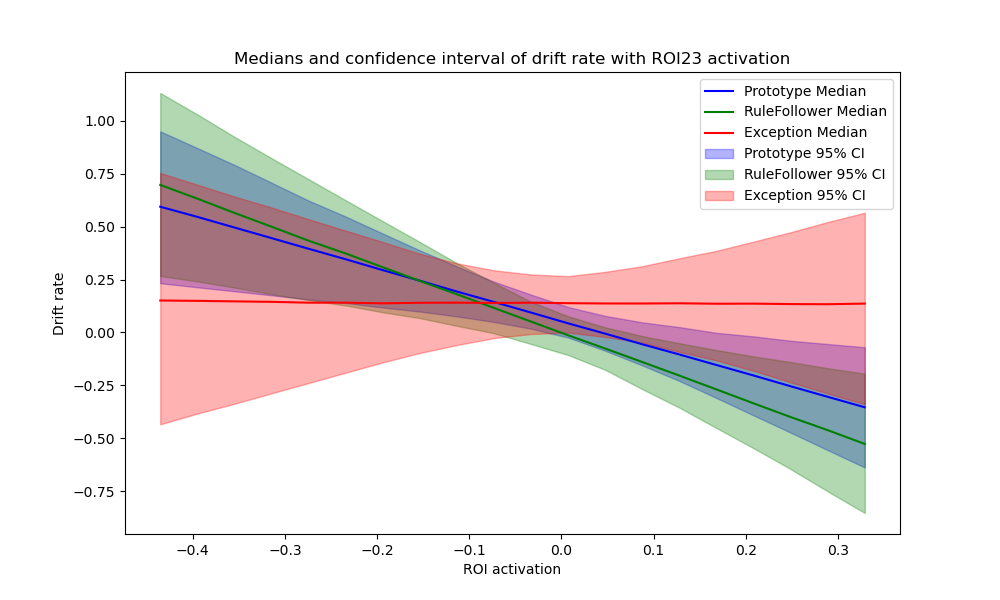 Medians and confidence interval of drift rate with ROI23 activation
Prototype Median
RuleFollower Median
Exception Median
Prototype 95% CI
RuleFollower 95% CI
Exception 95% CI
1.00
0.75
0.50
0.25
0.00
−0.25
−0.50
−0.75
Drift rate
−0.4
−0.3
−0.2
−0.1
0.0
0.1
0.2
0.3
ROI activation